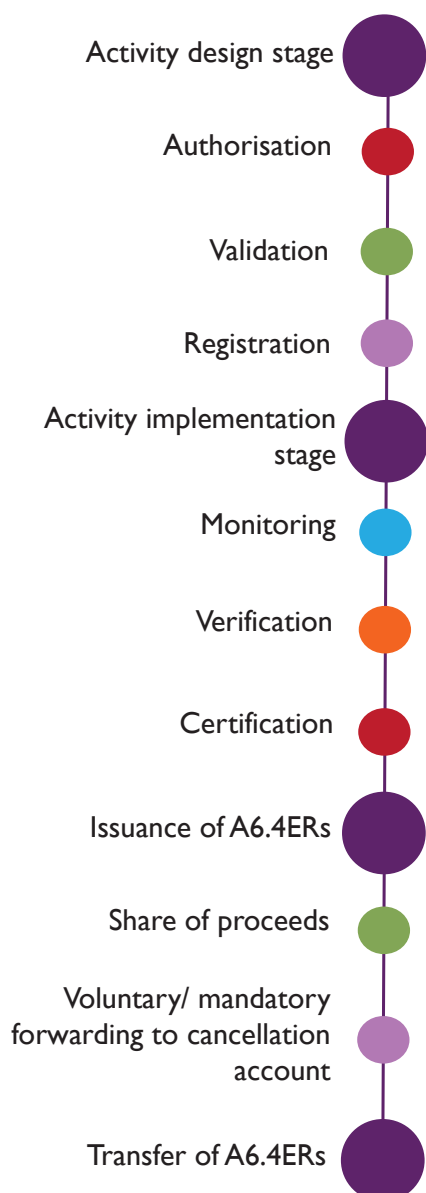 Activity design stage
Authorisation
Validation
Registration
Activity implementation
stage
Monitoring
Verification
Certification
Issuance of A6.4ERs
Share of proceeds
Voluntary/ mandatory
forwarding to cancellation
account
Transfer of A6.4ERs